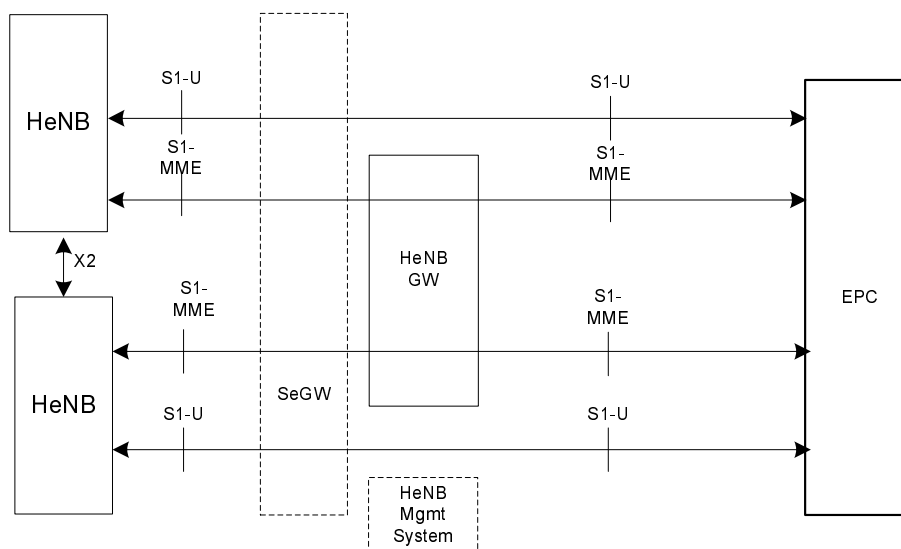 S1-U
S1-U
HeNB
S1-
MME
S1-
MME
HeNB
GW
X2
S1-
MME
S1-
MME
EPC
SeGW
HeNB
S1-U
S1-U
HeNB
Mgmt
System